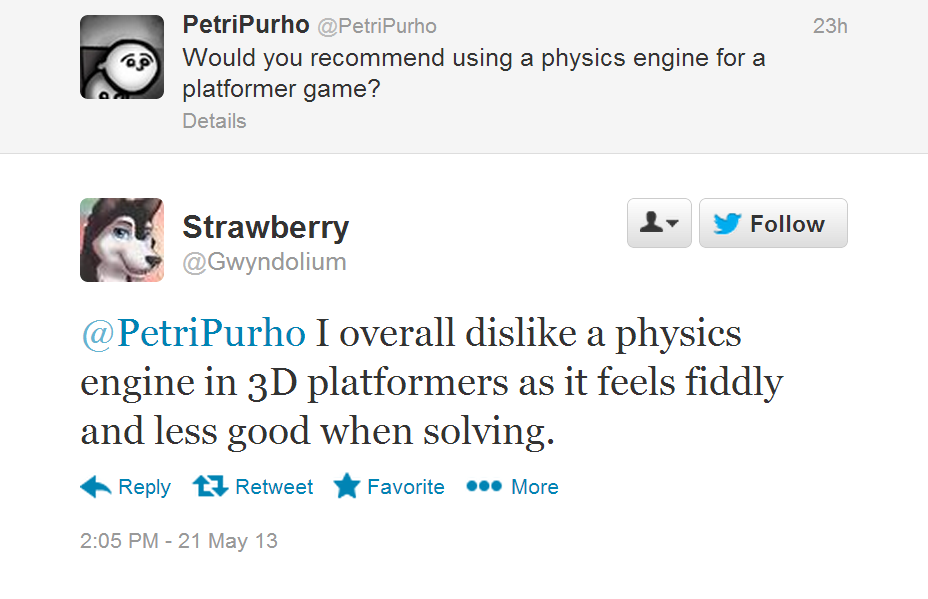 PetriPurho @PetriPurho 23h
Would you recommend using a physics engine for a
platformer game?
Details
Strawberry
@Gwyndolium
Follow
@PetriPurho I overall dislike a physics
engine in 3D platformers as it feels fiddly
and less good when solving.
Reply Retweet Favorite More
2:05 PM - 21 May 13